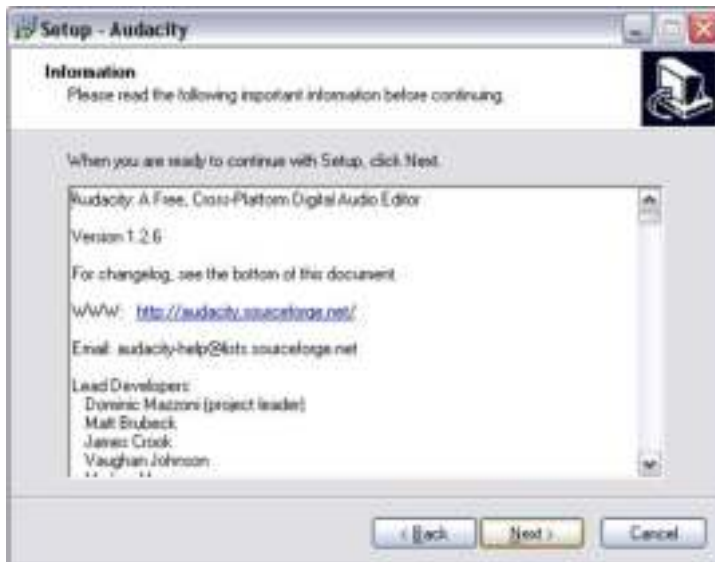 Setup - Audacity
Information
Please read the following important information before continuing.
When you are ready to continue with Setup, click Next.
Audacity: A Free, Cross-Platform Digital Audio Editor
Version 1.2.6
For changelog, see the bottom of this document
WWW: http://audacity.sourceforge.net/
Email: audacity-help@lists.sourceforge.net
Lead Developers:
Dominic Mazzoni (project leader)
Matt Brubeck
James Crook
Vaughan Johnson
< Back
Next >
Cancel